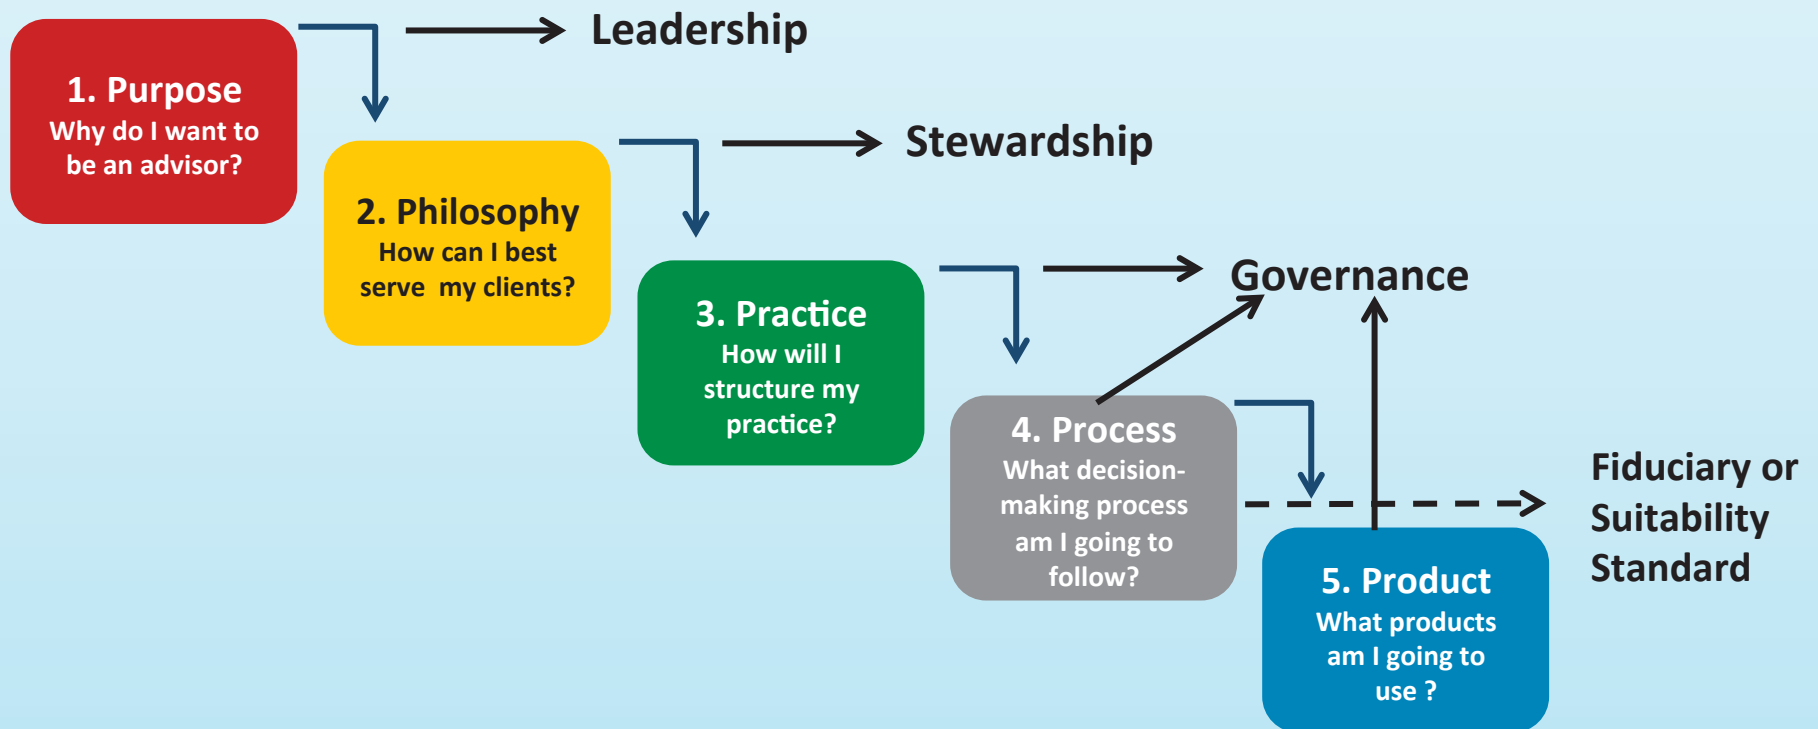 Leadership
1. Purpose
Why do I want to
be an advisor?
Stewardship
2. Philosophy
How can I best
serve my clients?
Governance
3. Practice
How will I
structure my
practice?
4. Process
What decision-
making process
am I going to
follow?
Fiduciary or
Suitability
Standard
5. Product
What products
am I going to
use ?